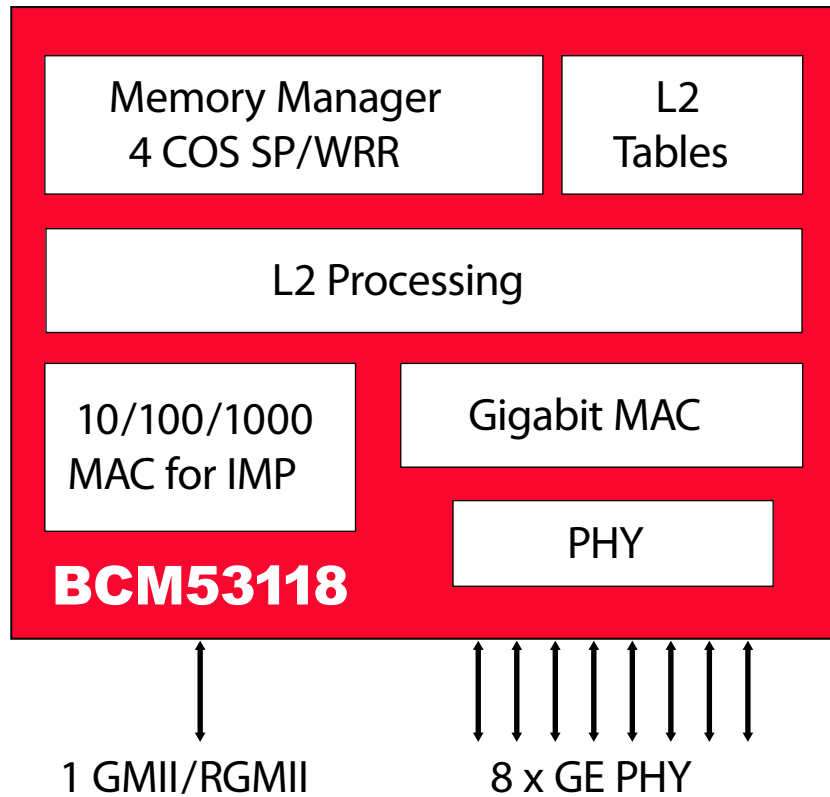 Memory Manager
4 COS SP/WRR
L2
Tables
L2 Processing
10/100/1000
MAC for IMP
Gigabit MAC
PHY
BCM53118
1 GMII/RGMII
8 x GE PHY